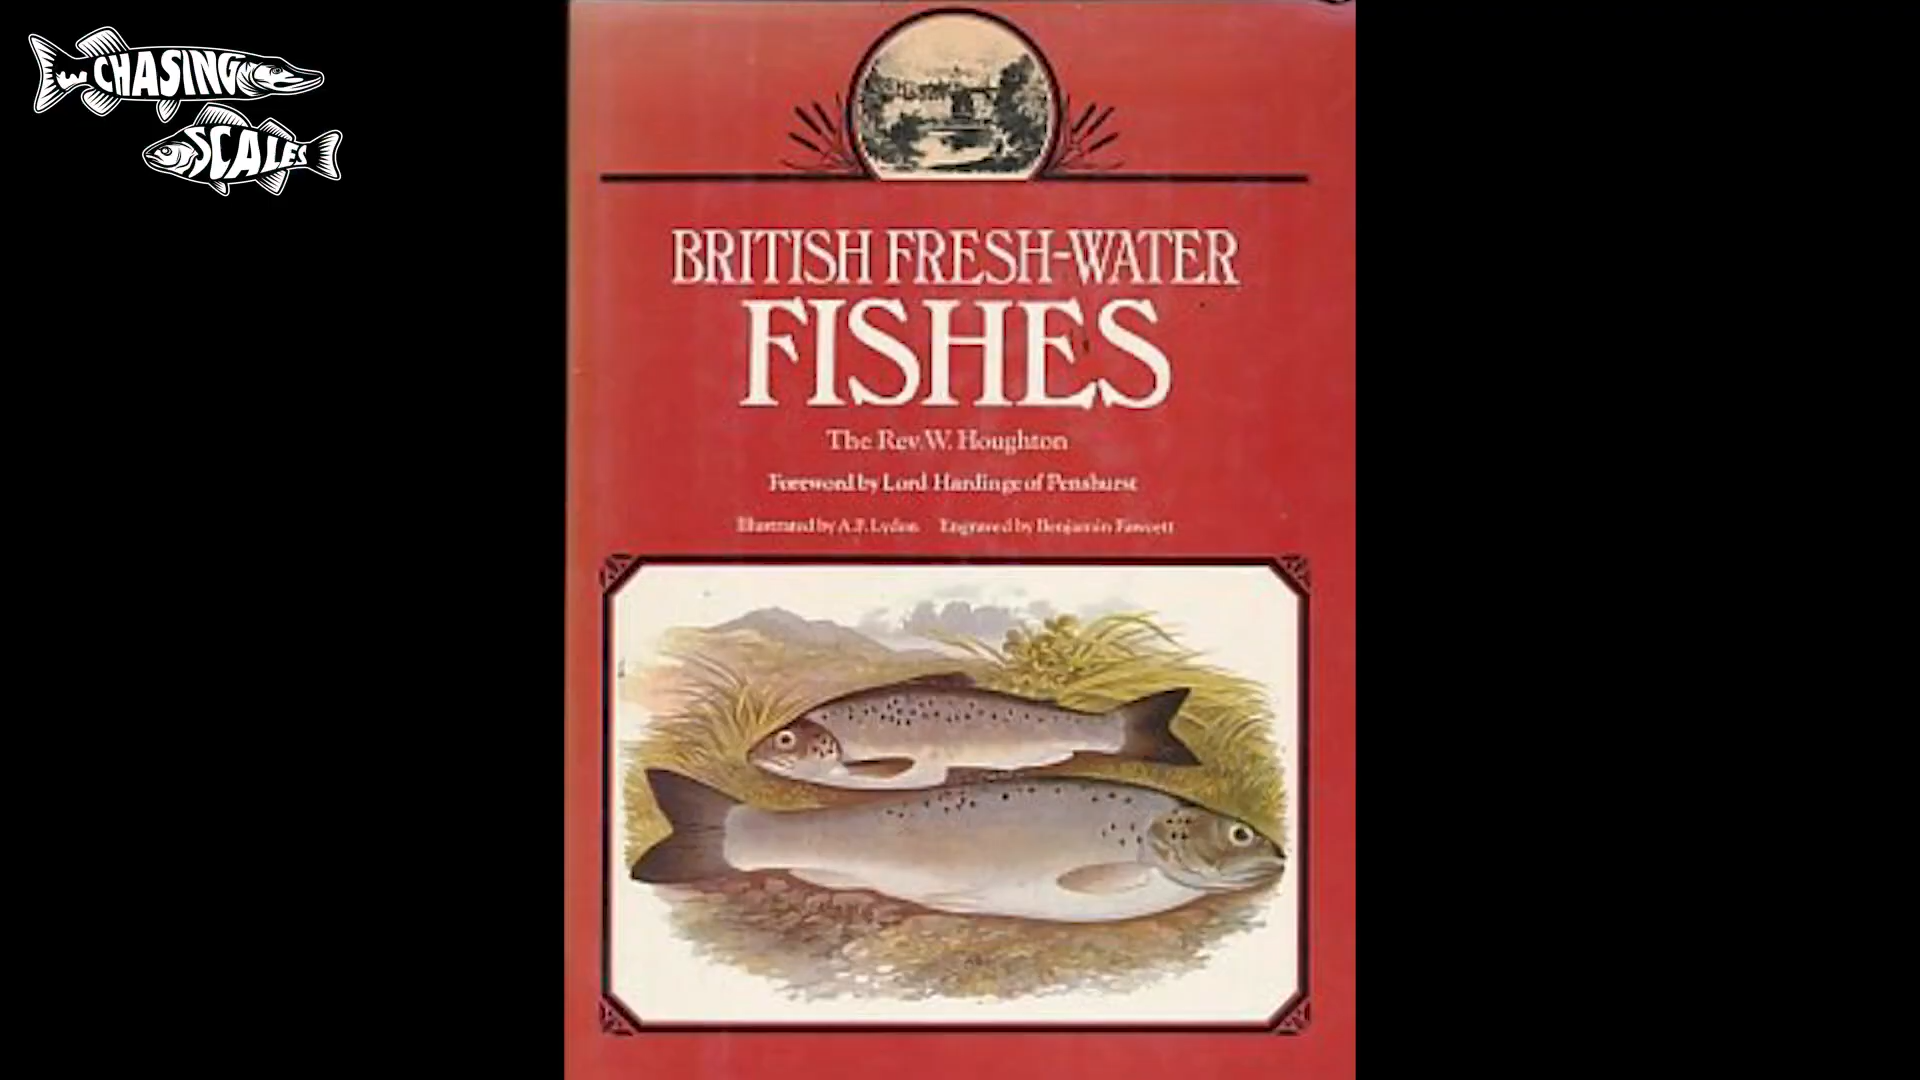 CHASING
SCALES
BRITISH FRESH-WATER
FISHES
The Rev. W. Houghton
Foreword by Lord Hardinge of Penshurst
Illustrated by A.F. Lydon Engraved by Benjamin Fawcett